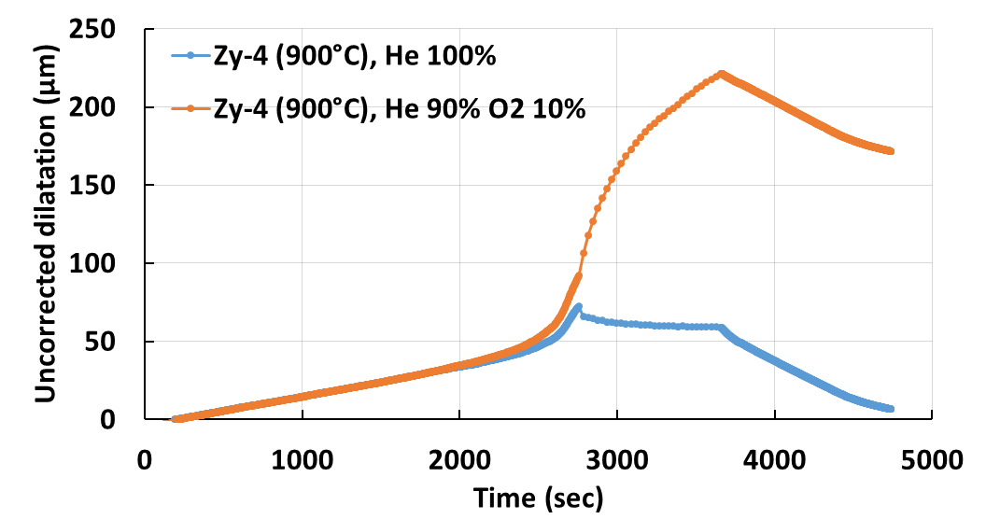 250
200
150
100
50
0
Uncorrected dilatation (µm)
Zy-4 (900°C), He 100%
Zy-4 (900°C), He 90% O2 10%
0 1000 2000 3000 4000 5000
Time (sec)